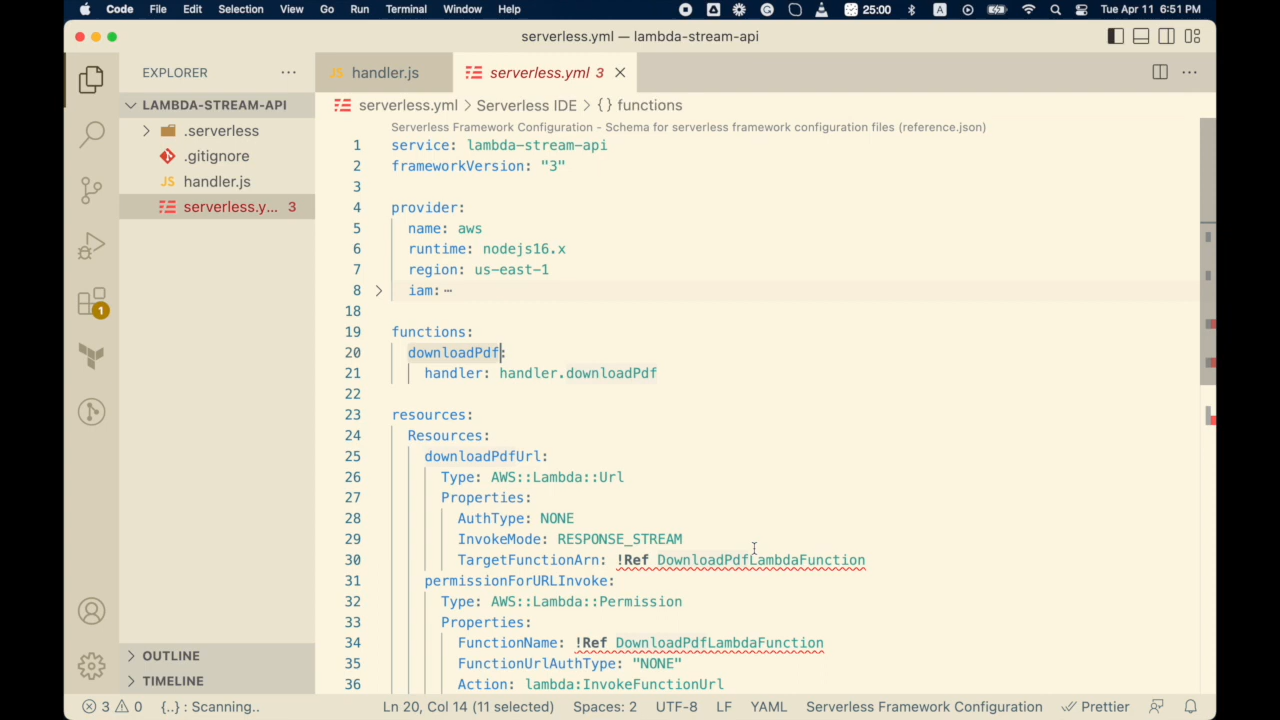 Code File Edit Selection View Go Run Terminal Window Help 25:00 A Tue Apr 11 6:51 PM
serverless.yml — lambda-stream-api
EXPLORER ···
JS handler.js
serverless.yml 3
LAMBDA-STREAM-API
serverless.yml > Serverless IDE > {} functions
.serverless
.gitignore
JS handler.js
serverless.y... 3
Serverless Framework Configuration - Schema for serverless framework configuration files (reference.json)
1 service: lambda-stream-api
2 frameworkVersion: "3"
3
4 provider:
5 name: aws
6 runtime: nodejs16.x
7 region: us-east-1
8 iam:···
18
19 functions:
20 downloadPdf:
21 handler: handler.downloadPdf
22
23 resources:
24 Resources:
25 downloadPdfUrl:
26 Type: AWS::Lambda::Url
27 Properties:
28 AuthType: NONE
29 InvokeMode: RESPONSE_STREAM
30 TargetFunctionArn: !Ref DownloadPdfLambdaFunction
31 permissionForURLInvoke:
32 Type: AWS::Lambda::Permission
33 Properties:
34 FunctionName: !Ref DownloadPdfLambdaFunction
35 FunctionUrlAuthType: "NONE"
36 Action: lambda:InvokeFunctionUrl
1
OUTLINE
TIMELINE
3 0 {..} : Scanning.. Ln 20, Col 14 (11 selected) Spaces: 2 UTF-8 LF YAML Serverless Framework Configuration Prettier